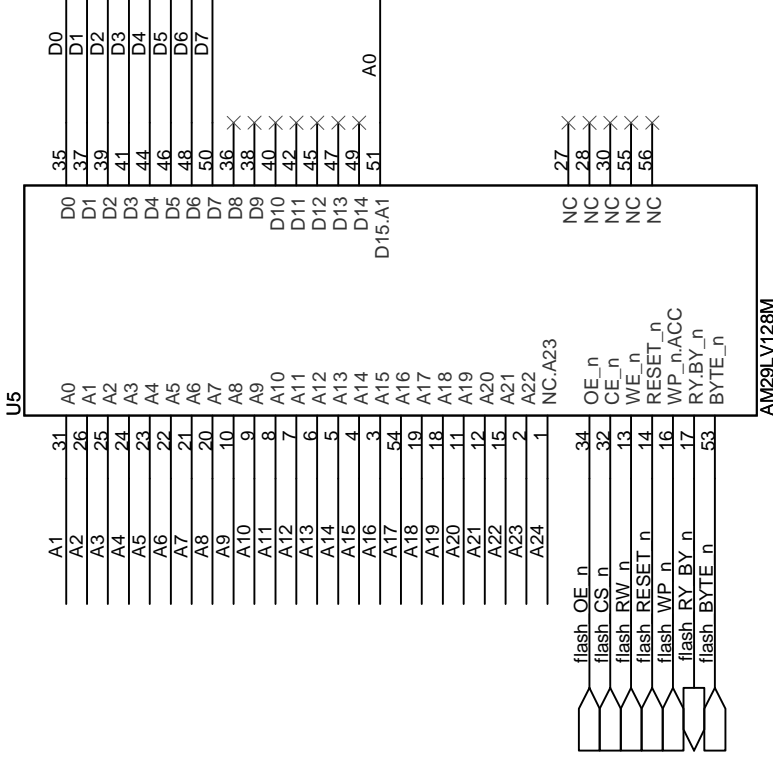 U5
A1 31 A0 D0 35 D0
A2 26 A1 D1 37 D1
A3 25 A2 D2 39 D2
A4 24 A3 D3 41 D3
A5 23 A4 D4 44 D4
A6 22 A5 D5 46 D5
A7 21 A6 D6 48 D6
A8 20 A7 D7 50 D7
A9 10 A8 D8 36
A10 9 A9 D9 38
A11 8 A10 D10 40
A12 7 A11 D11 42
A13 6 A12 D12 45
A14 5 A13 D13 47
A15 4 A14 D14 49
A16 3 A15 D15.A1 51 A0
A17 54 A16
A18 19 A17
A19 18 A18
A20 11 A19
A21 12 A20
A22 15 A21
A23 2 A22
A24 1 NC.A23
NC 27
flash_OE_n 34 OE_n NC 28
flash_CS_n 32 CE_n NC 30
flash_RW_n 13 WE_n NC 55
flash_RESET_n 14 RESET_n NC 56
flash_WP_n 16 WP_n.ACC
flash_RY_BY_n 17 RY.BY_n
flash_BYTE_n 53 BYTE_n
AM29LV128M